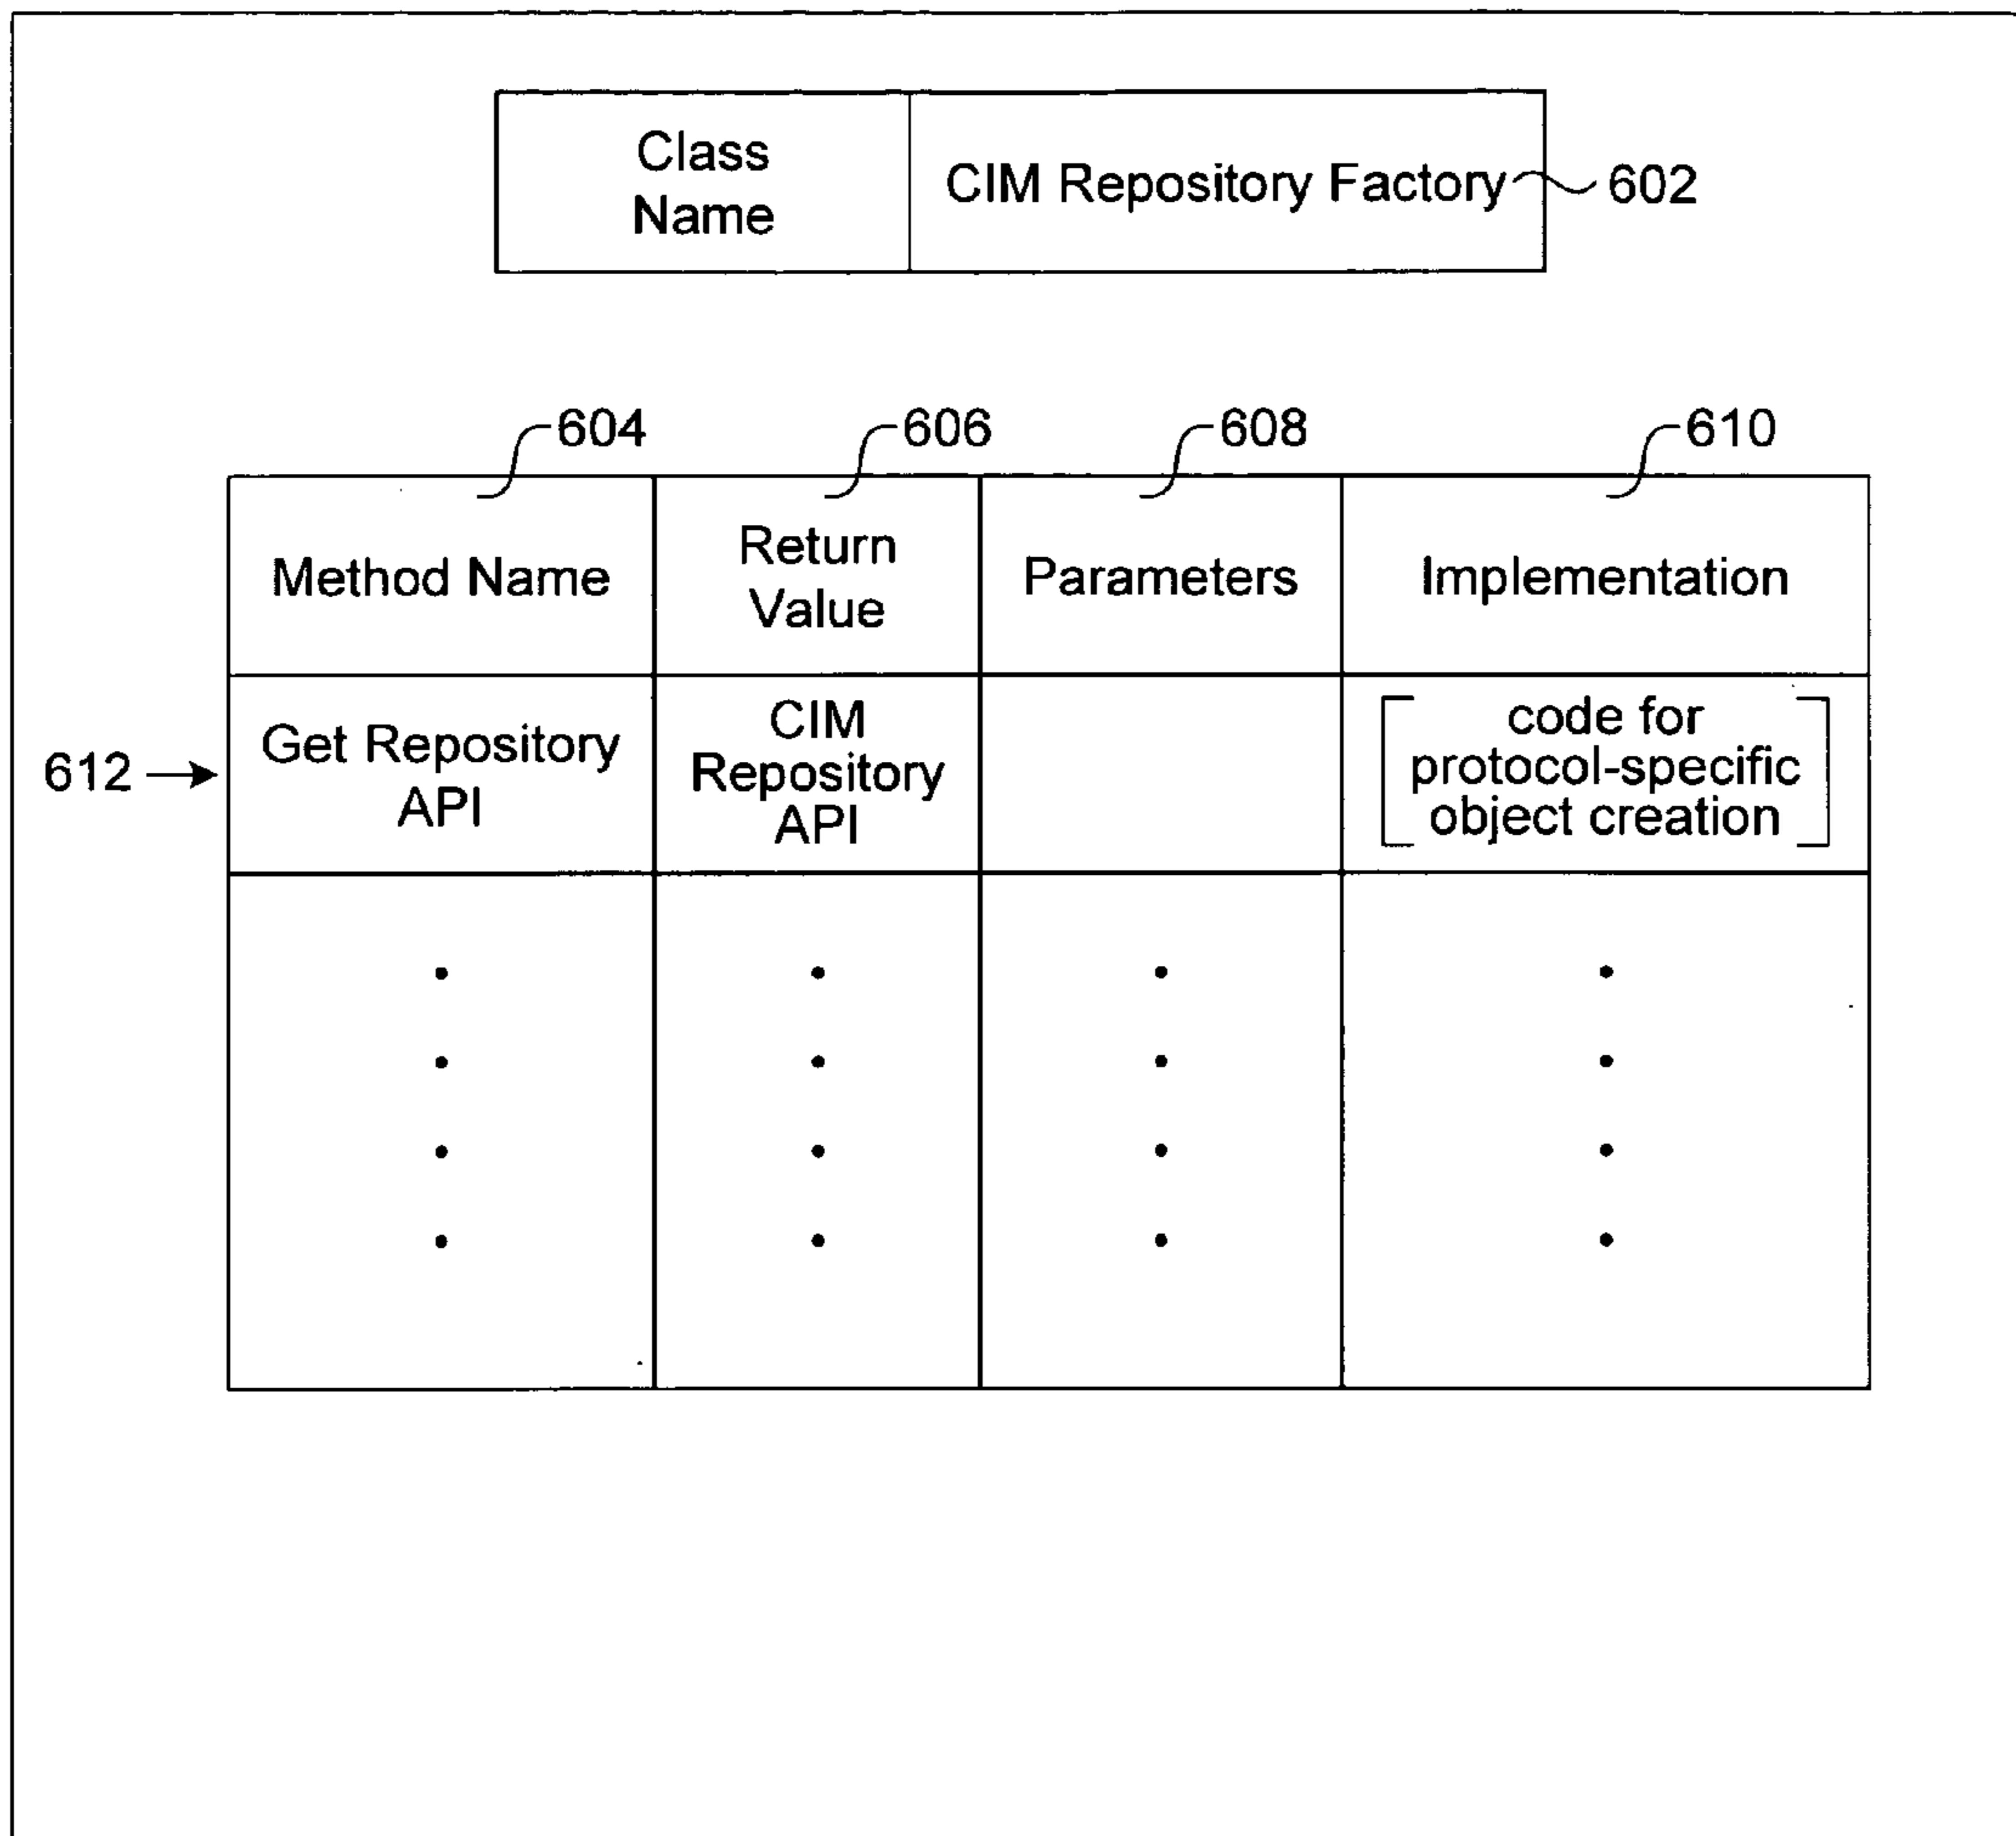 Class
Name
CIM Repository Factory
602
604
606
608
610
Method Name
Return
Value
Parameters
Implementation
612
Get Repository
API
CIM
Repository
API
code for
protocol-specific
object creation